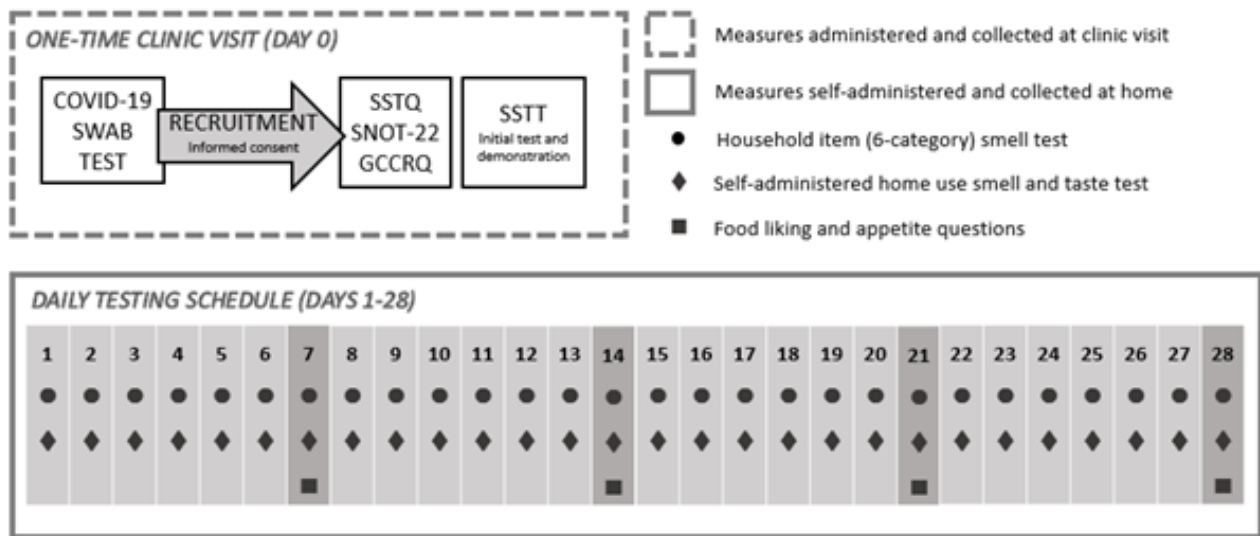 ONE-TIME CLINIC VISIT (DAY 0)
COVID-19
SWAB
TEST
RECRUITMENT
Informed consent
SSTQ
SNOT-22
GCCRQ
SSTT
Initial test and
demonstration
Measures administered and collected at clinic visit
Measures self-administered and collected at home
Household item (6-category) smell test
Self-administered home use smell and taste test
Food liking and appetite questions
DAILY TESTING SCHEDULE (DAYS 1-28)
1 2 3 4 5 6 7 8 9 10 11 12 13 14 15 16 17 18 19 20 21 22 23 24 25 26 27 28